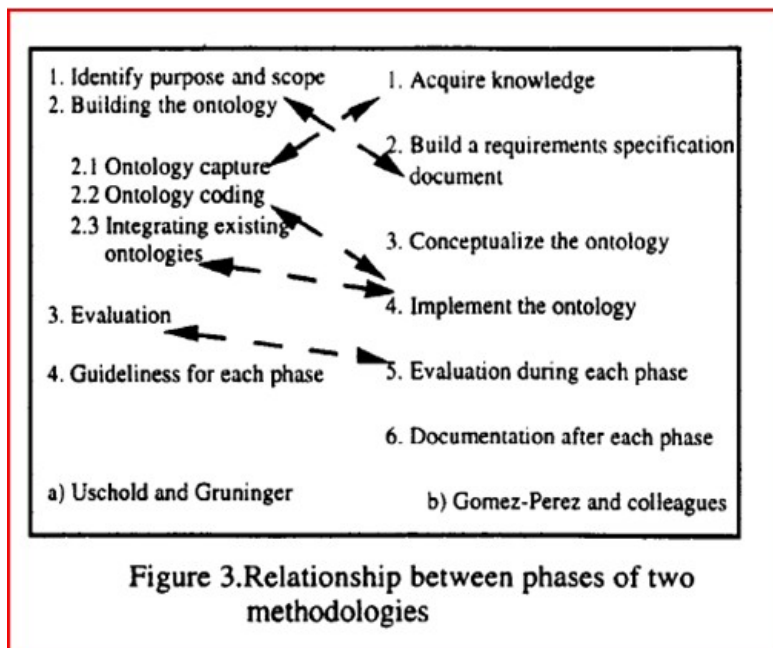 1. Identify purpose and scope
2. Building the ontology
2.1 Ontology capture
2.2 Ontology coding
2.3 Integrating existing
ontologies
3. Evaluation
4. Guideliness for each phase
a) Uschold and Gruninger
1. Acquire knowledge
2. Build a requirements specification
document
3. Conceptualize the ontology
4. Implement the ontology
5. Evaluation during each phase
6. Documentation after each phase
b) Gomez-Perez and colleagues
Figure 3.Relationship between phases of two
methodologies